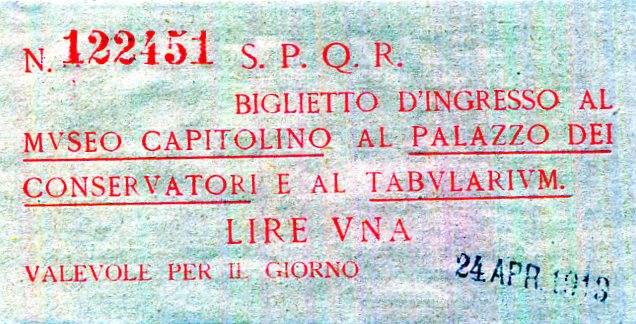 N. 122451 S. P. Q. R.
BIGLIETTO D'INGRESSO AL
MVSEO CAPITOLINO AL PALAZZO DEI
CONSERVATORI E AL TABVLARIVM.
LIRE VNA
VALEVOLE PER IL GIORNO 24 APR. 1913